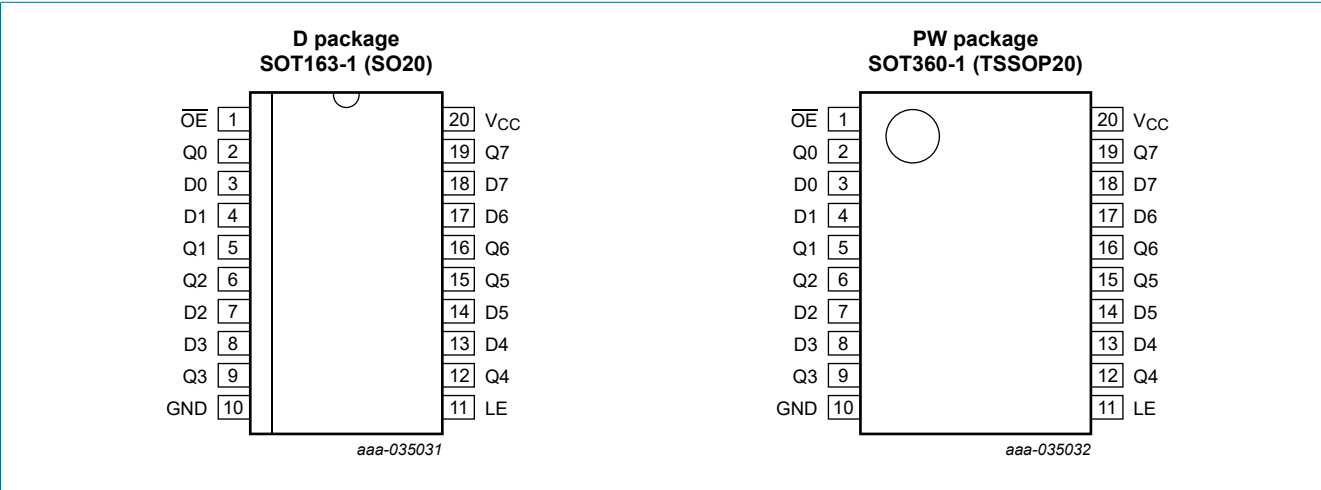 D package
SOT163-1 (SO20)
O̅E̅ 1 20 VCC
Q0 2 19 Q7
D0 3 18 D7
D1 4 17 D6
Q1 5 16 Q6
Q2 6 15 Q5
D2 7 14 D5
D3 8 13 D4
Q3 9 12 Q4
GND 10 11 LE
aaa-035031
PW package
SOT360-1 (TSSOP20)
O̅E̅ 1 20 VCC
Q0 2 19 Q7
D0 3 18 D7
D1 4 17 D6
Q1 5 16 Q6
Q2 6 15 Q5
D2 7 14 D5
D3 8 13 D4
Q3 9 12 Q4
GND 10 11 LE
aaa-035032